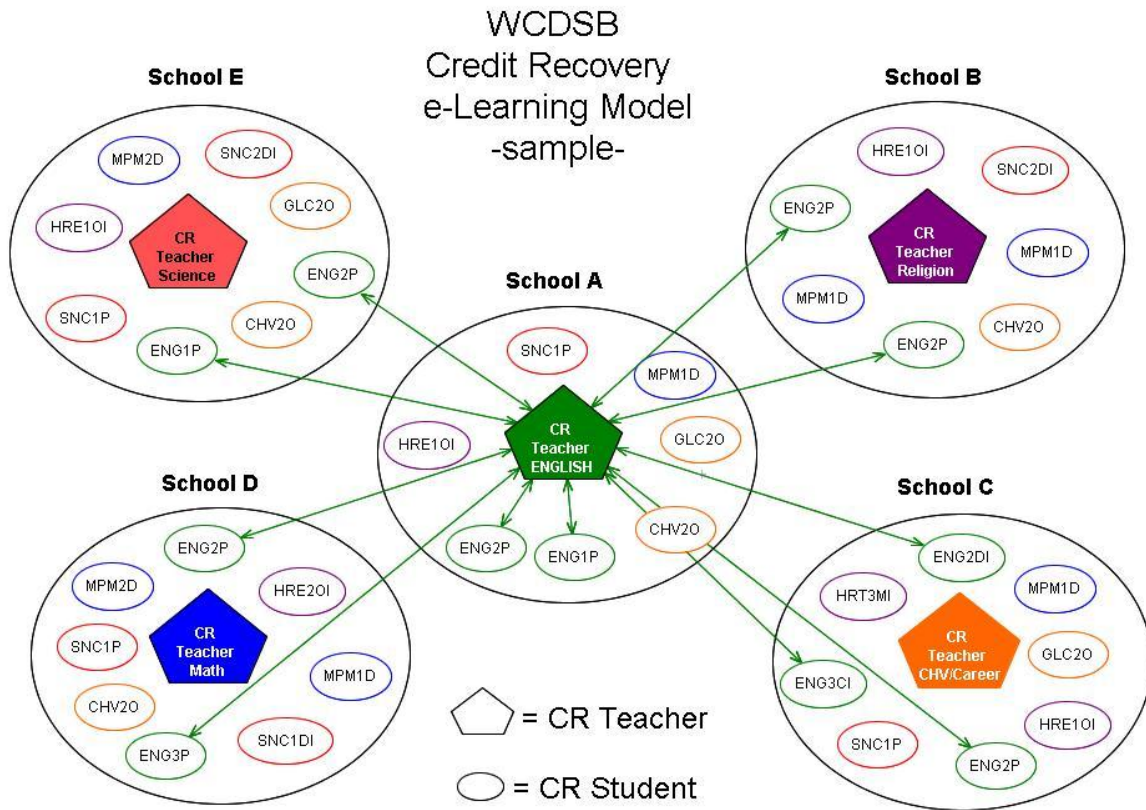 WCDSB
Credit Recovery
e-Learning Model
-sample-
School E
MPM2D
SNC2DI
GLC2O
HRE1OI
CR
Teacher
Science
ENG2P
SNC1P
CHV2O
ENG1P
School B
HRE1OI
SNC2DI
ENG2P
CR
Teacher
Religion
MPM1D
MPM1D
CHV2O
ENG2P
School A
SNC1P
MPM1D
HRE1OI
CR
Teacher
ENGLISH
GLC2O
ENG2P
ENG1P
CHV2O
School D
ENG2P
MPM2D
HRE2OI
CR
Teacher
Math
SNC1P
MPM1D
CHV2O
ENG3P
SNC1DI
School C
ENG2DI
HRT3MI
MPM1D
CR
Teacher
CHV/Career
GLC2O
ENG3CI
HRE1OI
SNC1P
ENG2P
= CR Teacher
= CR Student